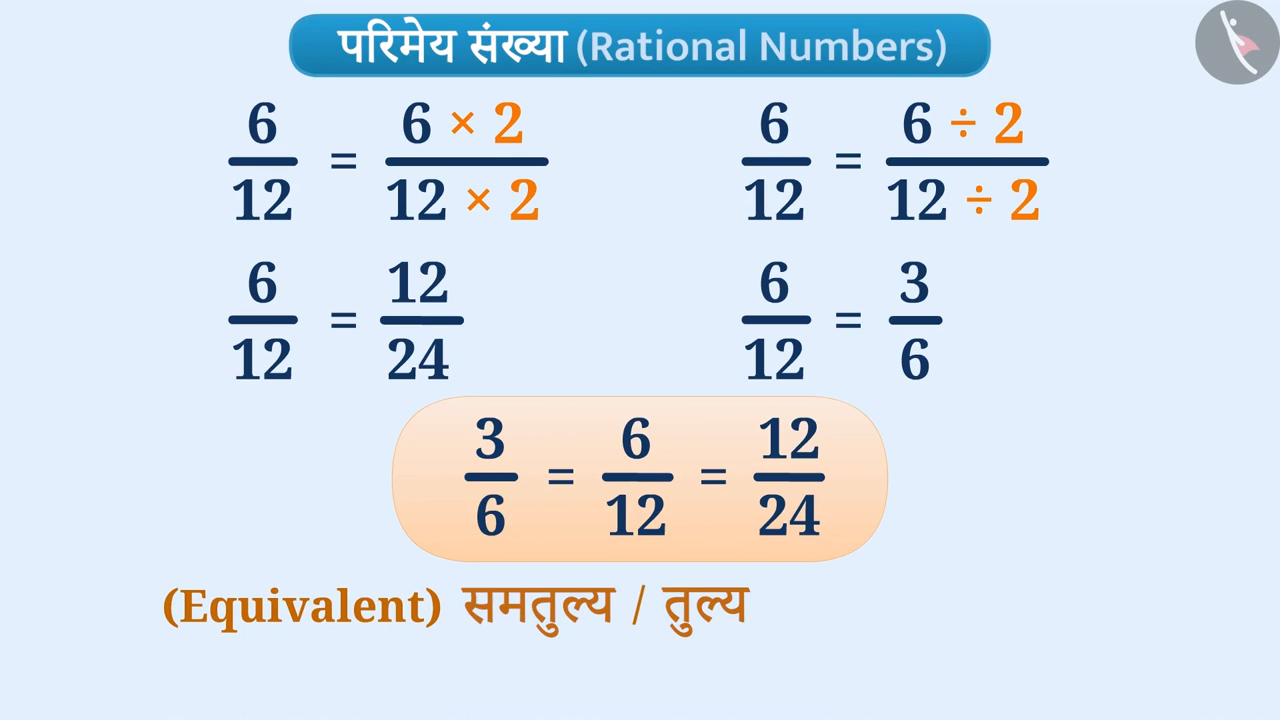 परिमेय संख्या (Rational Numbers)
6/12 = 6 × 2/12 × 2
6/12 = 6 ÷ 2/12 ÷ 2
6/12 = 12/24
6/12 = 3/6
3/6 = 6/12 = 12/24
(Equivalent) समतुल्य / तुल्य